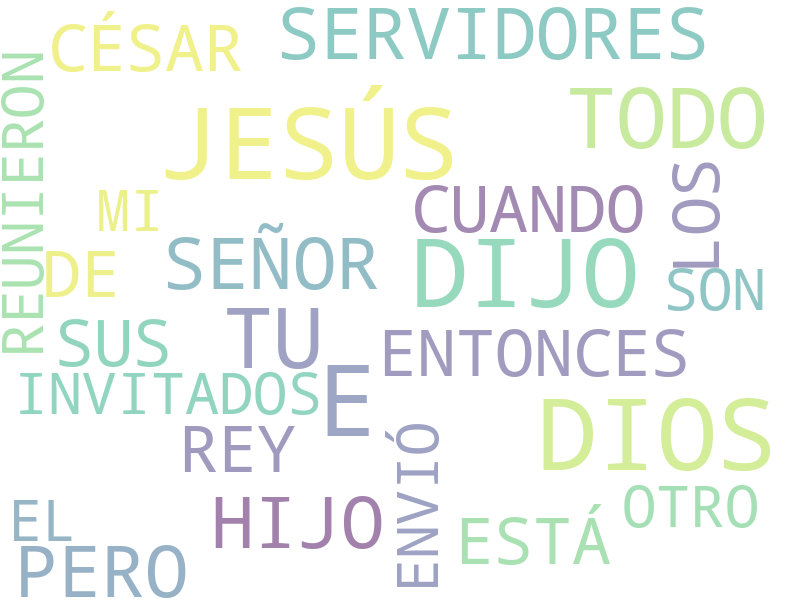 CÉSAR
SERVIDORES
REUNIERON
JESÚS
TODO
MI
CUANDO
LOS
DE
SEÑOR
DIJO
SON
SUS
TU
ENTONCES
INVITADOS
E
REY
DIOS
ENVIÓ
EL
HIJO
ESTÁ
OTRO
PERO